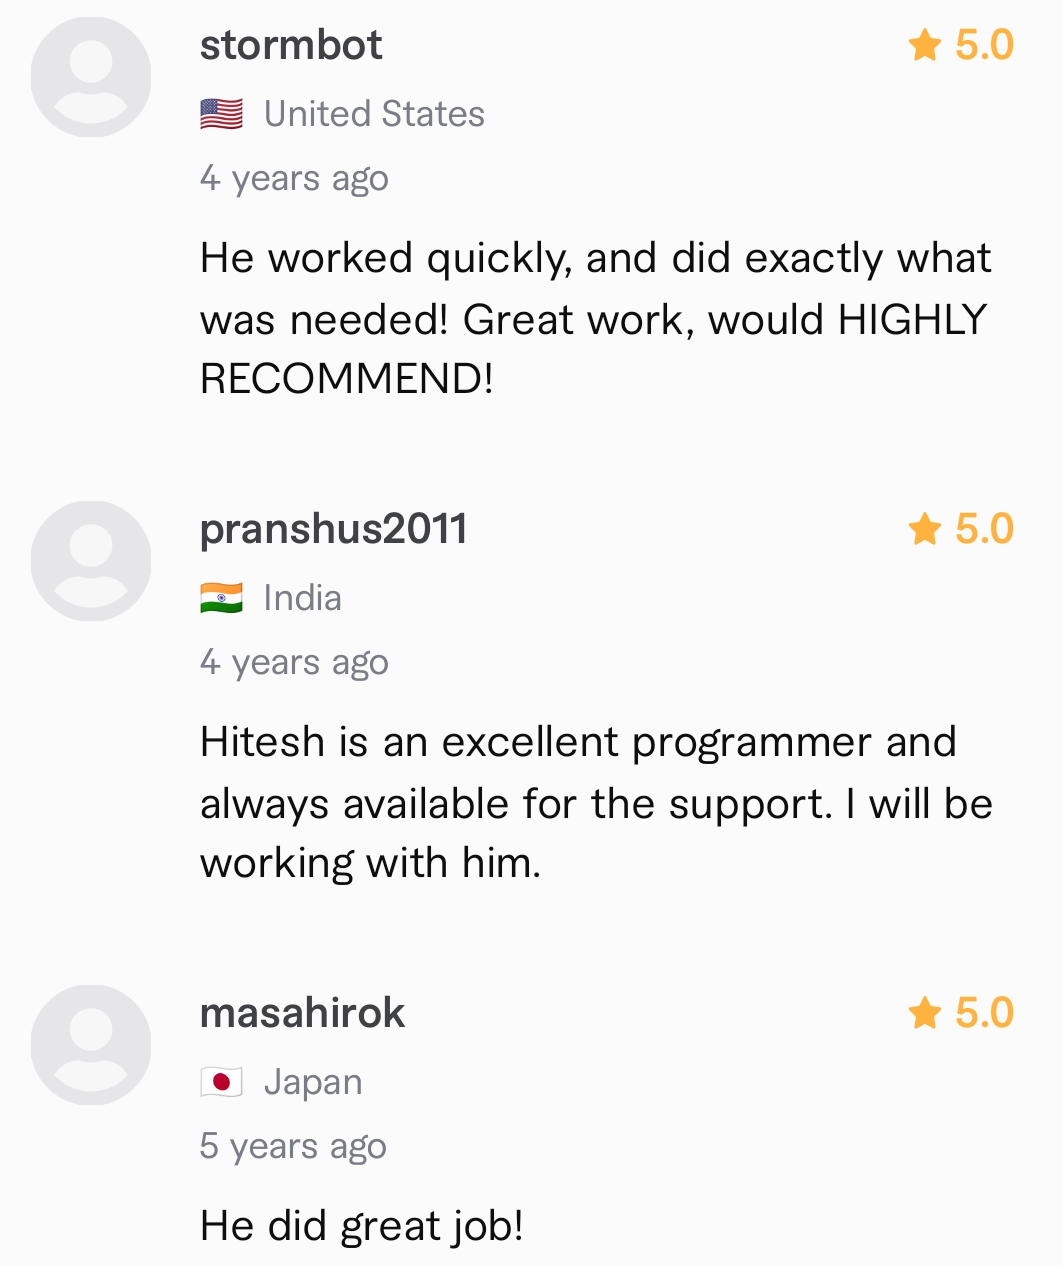 stormbot
5.0
United States
4 years ago
He worked quickly, and did exactly what
was needed! Great work, would HIGHLY
RECOMMEND!
pranshus2011
5.0
India
4 years ago
Hitesh is an excellent programmer and
always available for the support. I will be
working with him.
masahirok
5.0
Japan
5 years ago
He did great job!